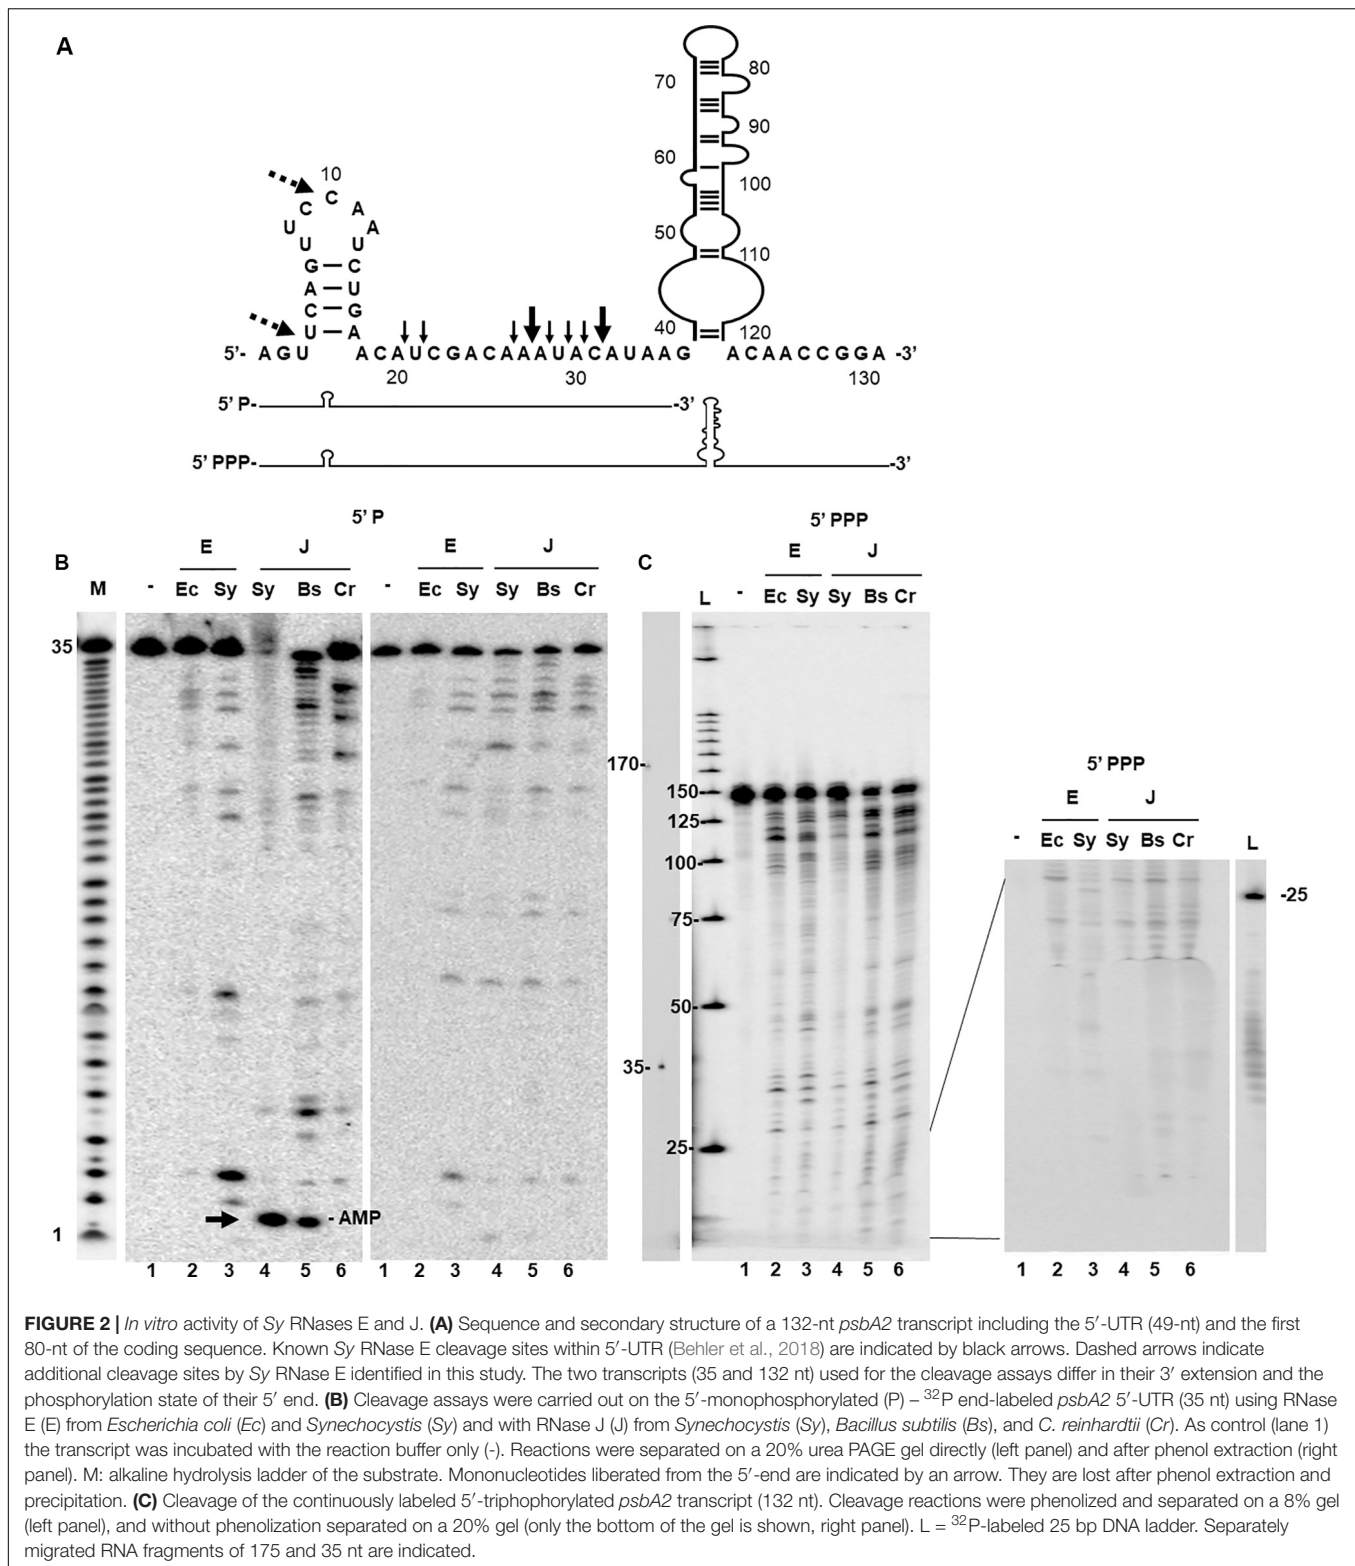 A
80
70
90
60
100
10
C
C
A
U
A
U
U
G – C
A – U
C – G
U – A
50
110
40
120
5'- A G U
A C A U C G A C A A A U A C A U A A G
A C A A C C G G A -3'
20
30
130
5' P-
-3'
5' PPP-
-3'
5' P
5' PPP
B
E
J
E
J
C
E
J
M
-
Ec
Sy
Sy
Bs
Cr
-
Ec
Sy
Sy
Bs
Cr
L
-
Ec
Sy
Sy
Bs
Cr
35
170-
150-
125-
100-
75-
50-
35-
25-
5' PPP
E
J
-
Ec
Sy
Sy
Bs
Cr
L
-25
- AMP
1
1 2 3 4 5 6
1 2 3 4 5 6
1 2 3 4 5 6
1 2 3 4 5 6
FIGURE 2 | In vitro activity of Sy RNases E and J. (A) Sequence and secondary structure of a 132-nt psbA2 transcript including the 5′-UTR (49-nt) and the first
80-nt of the coding sequence. Known Sy RNase E cleavage sites within 5′-UTR (Behler et al., 2018) are indicated by black arrows. Dashed arrows indicate
additional cleavage sites by Sy RNase E identified in this study. The two transcripts (35 and 132 nt) used for the cleavage assays differ in their 3′ extension and the
phosphorylation state of their 5′ end. (B) Cleavage assays were carried out on the 5′-monophosphorylated (P) – ³²P end-labeled psbA2 5′-UTR (35 nt) using RNase
E (E) from Escherichia coli (Ec) and Synechocystis (Sy) and with RNase J (J) from Synechocystis (Sy), Bacillus subtilis (Bs), and C. reinhardtii (Cr). As control (lane 1)
the transcript was incubated with the reaction buffer only (-). Reactions were separated on a 20% urea PAGE gel directly (left panel) and after phenol extraction (right
panel). M: alkaline hydrolysis ladder of the substrate. Mononucleotides liberated from the 5′-end are indicated by an arrow. They are lost after phenol extraction and
precipitation. (C) Cleavage of the continuously labeled 5′-triphophorylated psbA2 transcript (132 nt). Cleavage reactions were phenolized and separated on a 8% gel
(left panel), and without phenolization separated on a 20% gel (only the bottom of the gel is shown, right panel). L = ³²P-labeled 25 bp DNA ladder. Separately
migrated RNA fragments of 175 and 35 nt are indicated.